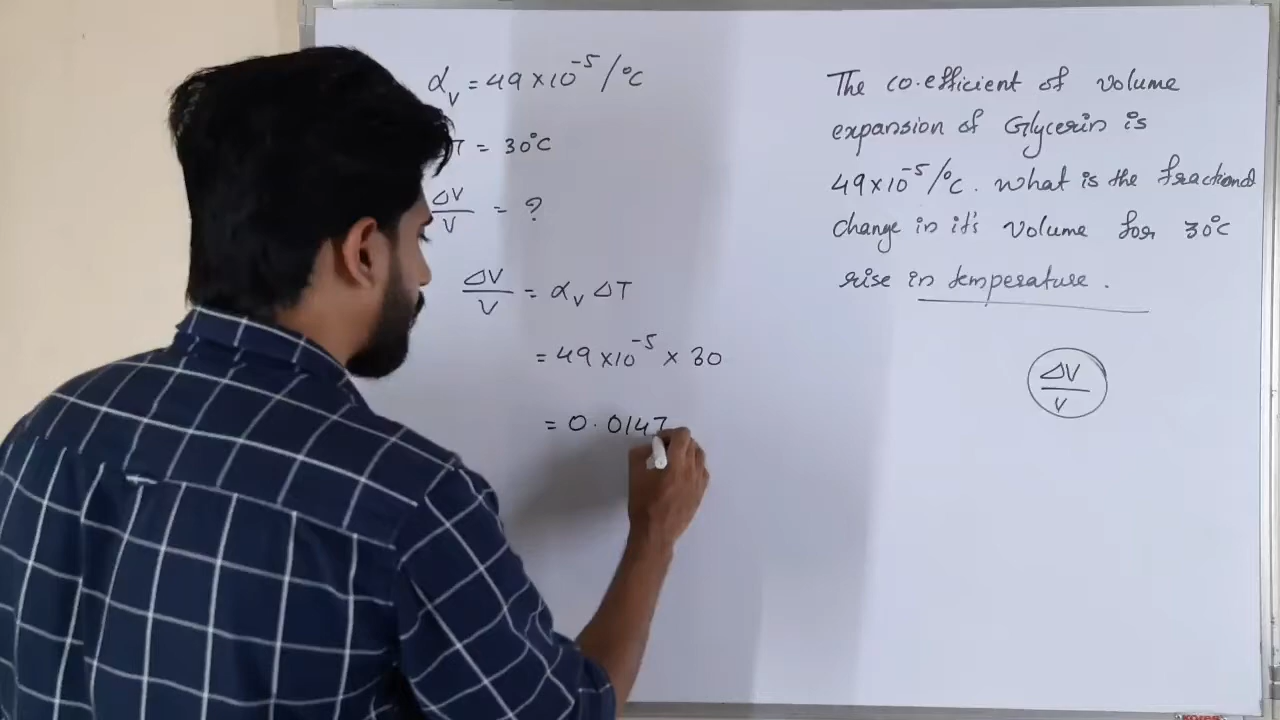 αᵥ = 49×10⁻⁵/°C
T = 30°C
ΔV/V = ?
ΔV/V = αᵥ ΔT
= 49×10⁻⁵ × 30
= 0.0147
The co-efficient of volume
expansion of Glycerin is
49×10⁻⁵/°C. what is the fractional
change in it's volume for 30°C
rise in temperature.
ΔV/V